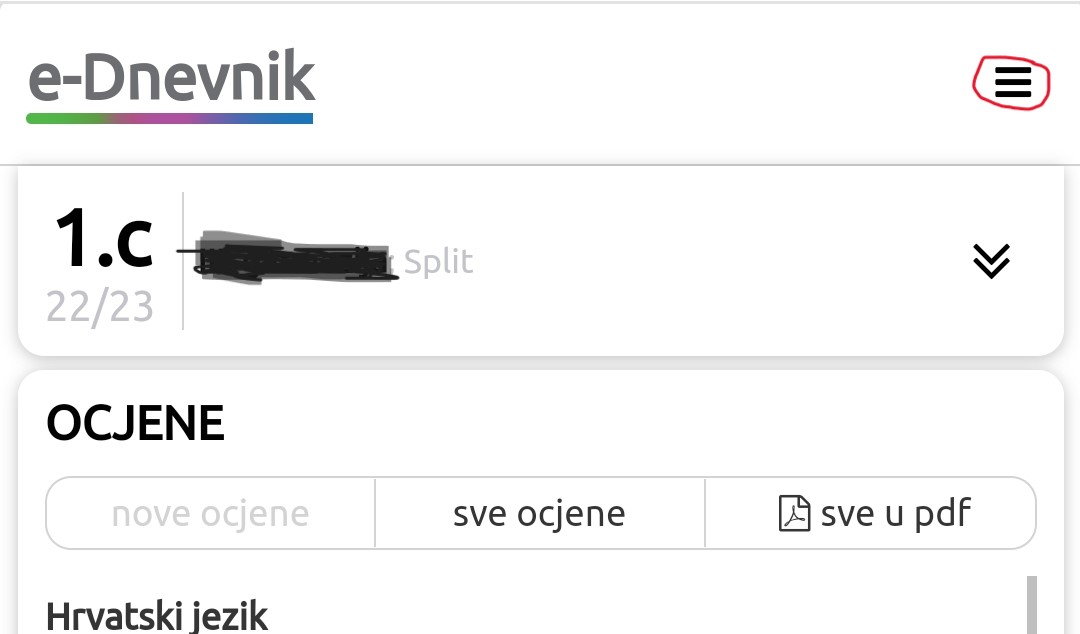 e-Dnevnik
1.c
22/23
Split
OCJENE
nove ocjene
sve ocjene
sve u pdf
Hrvatski jezik